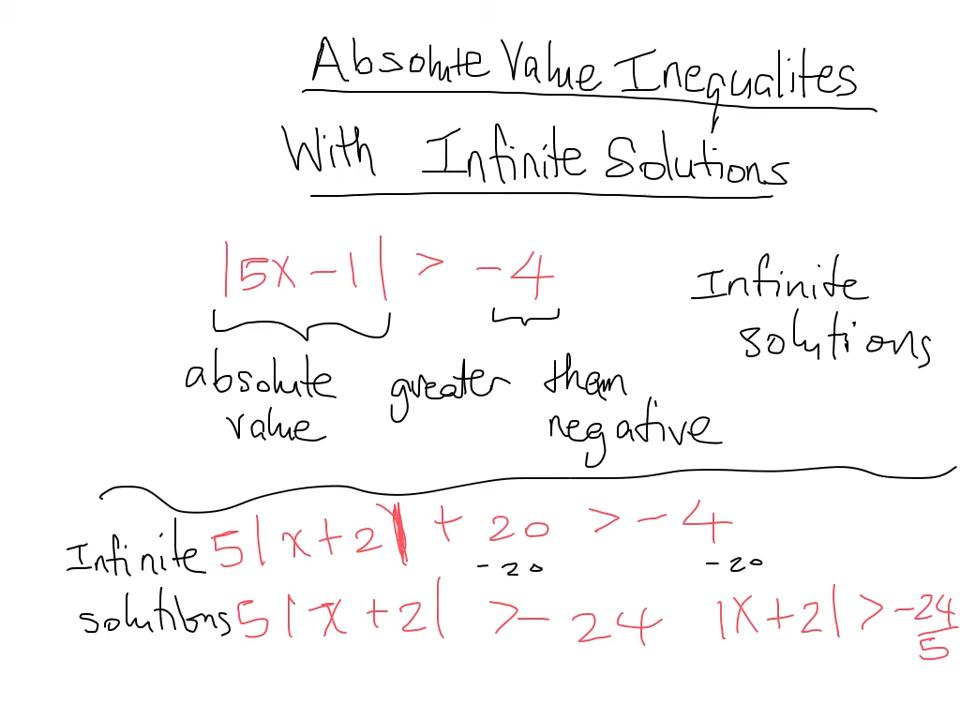 Absolute Value Inequalites
With Infinite Solutions
|5x - 1| > -4
Infinite
solutions
absolute greater than
value negative
Infinite 5|x + 2| + 20 > -4
-20 -20
solutions 5|x + 2| > -24 |x + 2| > -24/5